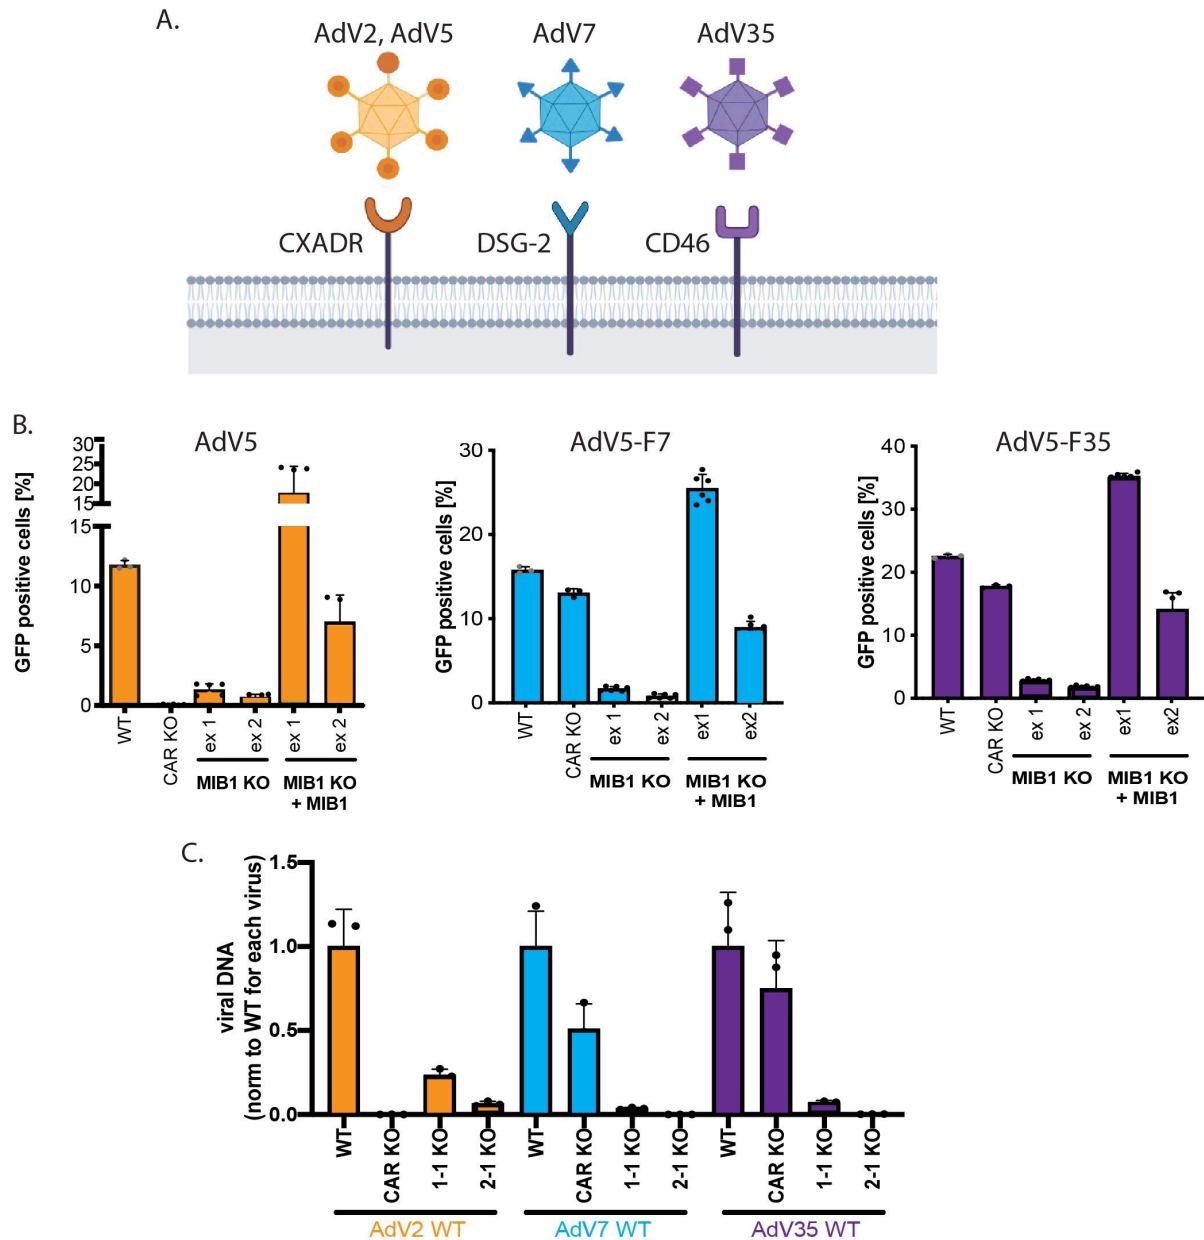 A.
AdV2, AdV5 AdV7 AdV35
CXADR DSG-2 CD46
B.
AdV5
GFP positive cells [%]
30
25
20
15
15
10
5
0
WT
CAR KO
ex 1
ex 2
ex 1
ex 2
MIB1 KO
MIB1 KO
+ MIB1
AdV5-F7
GFP positive cells [%]
30
20
10
0
WT
CAR KO
ex 1
ex 2
ex1
ex2
MIB1 KO
MIB1 KO
+ MIB1
AdV5-F35
GFP positive cells [%]
40
30
20
10
0
WT
CAR KO
ex 1
ex 2
ex1
ex2
MIB1 KO
MIB1 KO
+ MIB1
C.
viral DNA
(norm to WT for each virus)
1.5
1.0
0.5
0.0
WT
CAR KO
1-1 KO
2-1 KO
WT
CAR KO
1-1 KO
2-1 KO
WT
CAR KO
1-1 KO
2-1 KO
AdV2 WT AdV7 WT AdV35 WT